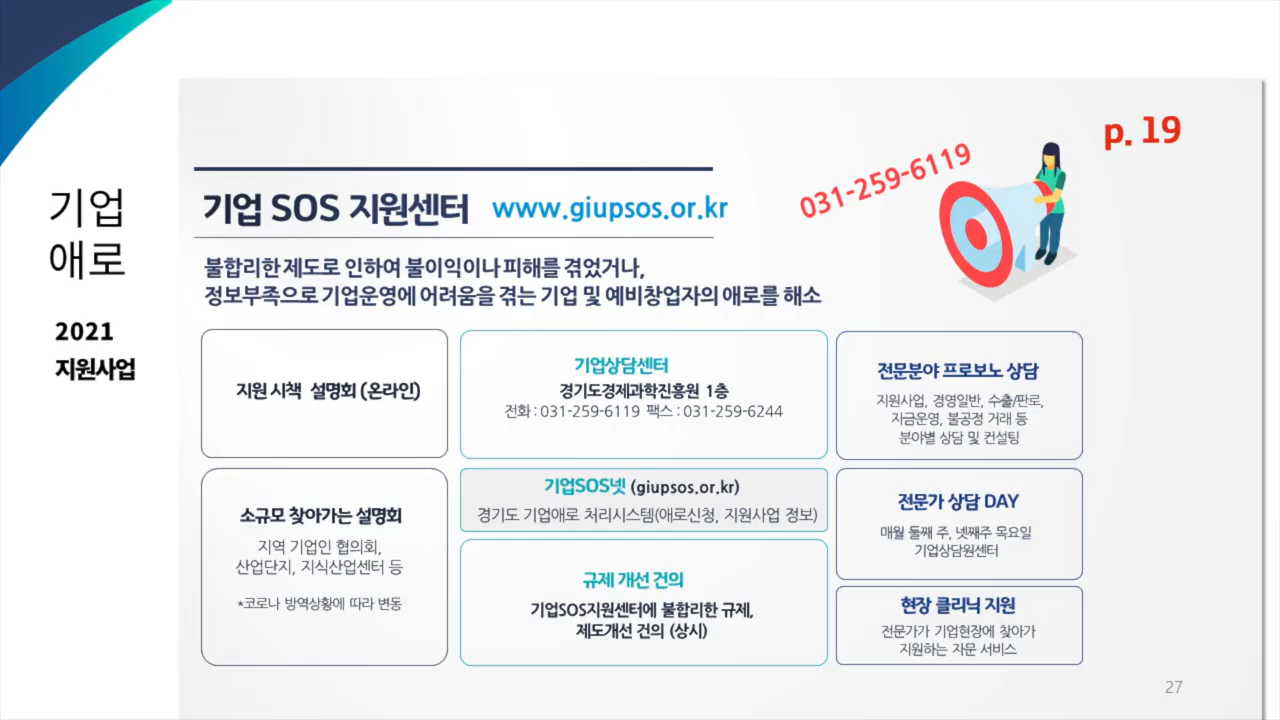 기업
애로
2021
지원사업
p. 19
031-259-6119
기업 SOS 지원센터 www.giupsos.or.kr
불합리한 제도로 인하여 불이익이나 피해를 겪었거나,
정보부족으로 기업운영에 어려움을 겪는 기업 및 예비창업자의 애로를 해소
지원 시책 설명회 (온라인)
소규모 찾아가는 설명회
지역 기업인 협의회,
산업단지, 지식산업센터 등
*코로나 방역상황에 따라 변동
기업상담센터
경기도경제과학진흥원 1층
전화 : 031-259-6119 팩스 : 031-259-6244
기업SOS넷 (giupsos.or.kr)
경기도 기업애로 처리시스템(애로신청, 지원사업 정보)
규제 개선 건의
기업SOS지원센터에 불합리한 규제,
제도개선 건의 (상시)
전문분야 프로보노 상담
지원사업, 경영일반, 수출/판로,
자금운영, 불공정 거래 등
분야별 상담 및 컨설팅
전문가 상담 DAY
매월 둘째 주, 넷째주 목요일
기업상담원센터
현장 클리닉 지원
전문가가 기업현장에 찾아가
지원하는 자문 서비스
27